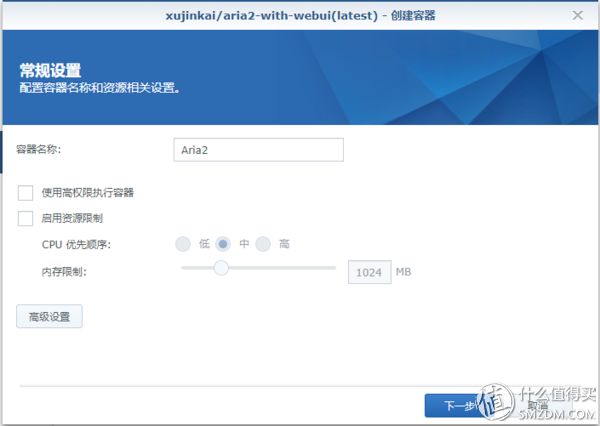 xujinkai/aria2-with-webui(latest) - 创建容器
常规设置
配置容器名称和资源相关设置。
容器名称:
Aria2
使用高权限执行容器
启用资源限制
CPU 优先顺序:
低 中 高
内存限制:
1024 MB
高级设置
下一步 取消
值 什么值得买
SMZDM.COM